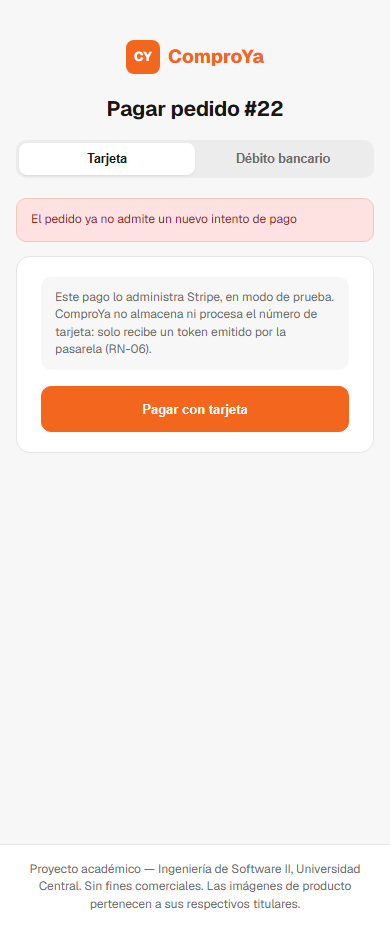 CY ComproYa
Pagar pedido #22
Tarjeta Débito bancario
El pedido ya no admite un nuevo intento de pago
Este pago lo administra Stripe, en modo de prueba.
ComproYa no almacena ni procesa el número de
tarjeta: solo recibe un token emitido por la
pasarela (RN-06).
Pagar con tarjeta
Proyecto académico — Ingeniería de Software II, Universidad
Central. Sin fines comerciales. Las imágenes de producto
pertenecen a sus respectivos titulares.